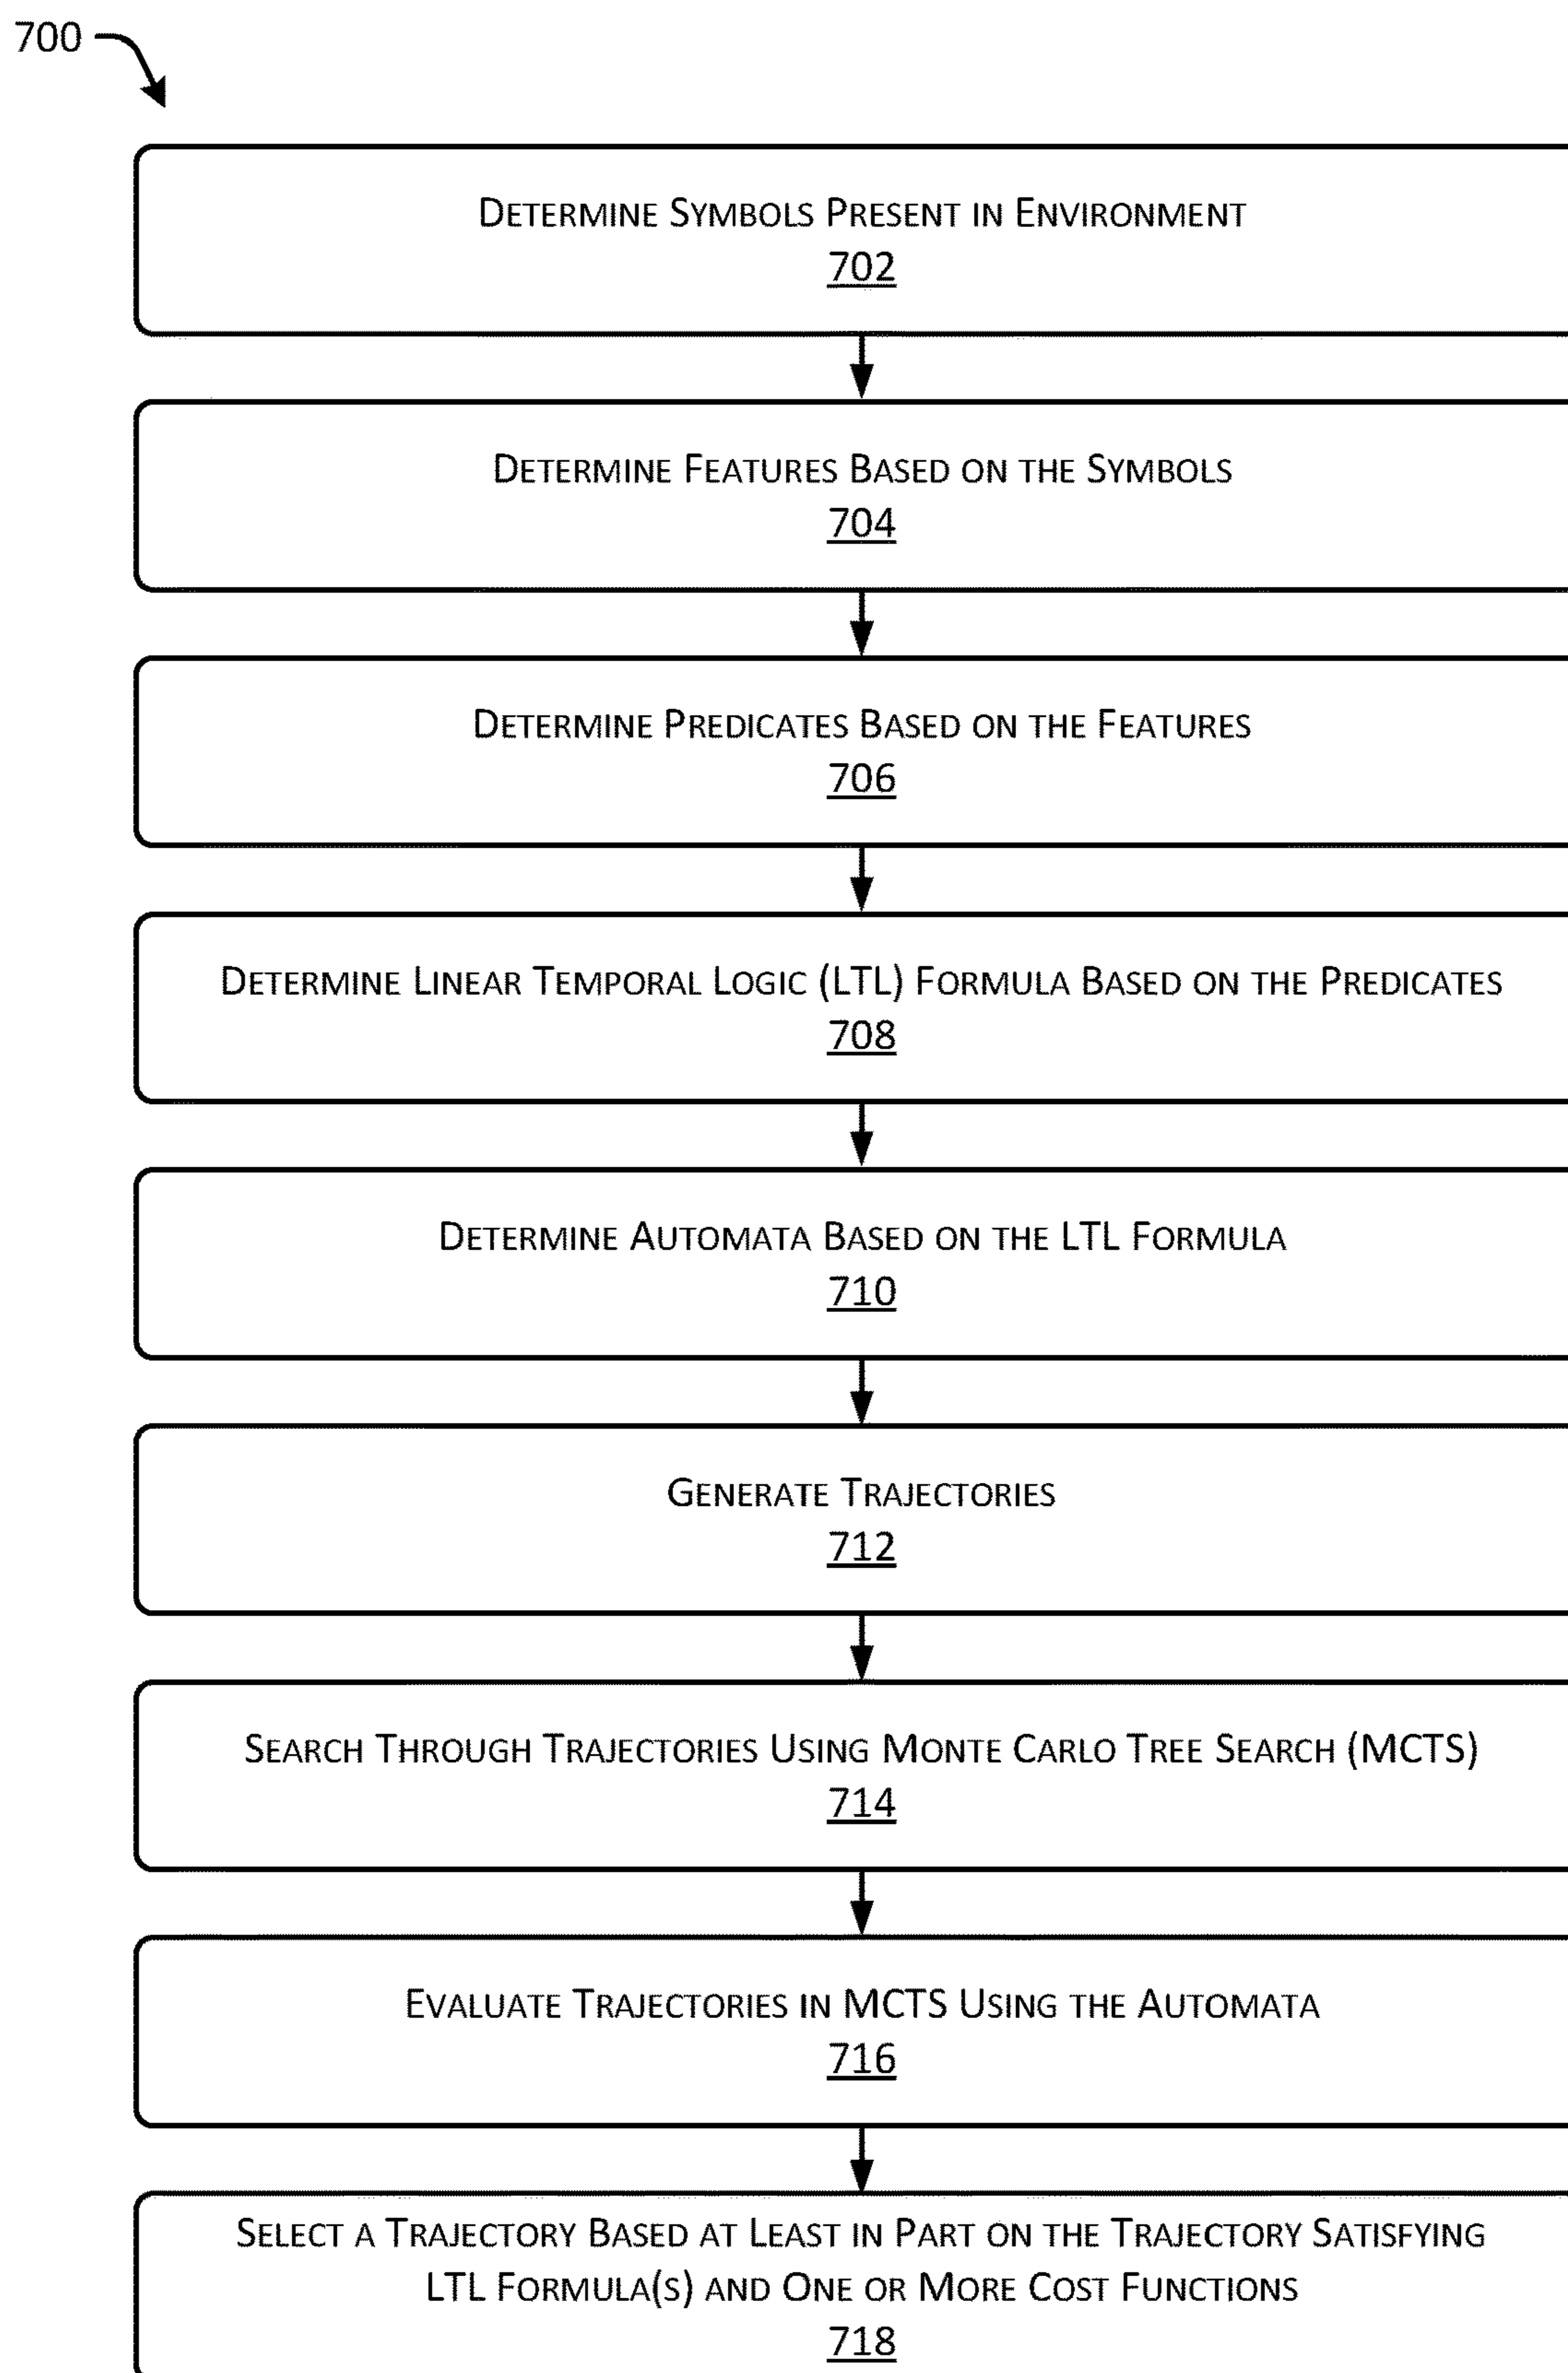 700
DETERMINE SYMBOLS PRESENT IN ENVIRONMENT
702
DETERMINE FEATURES BASED ON THE SYMBOLS
704
DETERMINE PREDICATES BASED ON THE FEATURES
706
DETERMINE LINEAR TEMPORAL LOGIC (LTL) FORMULA BASED ON THE PREDICATES
708
DETERMINE AUTOMATA BASED ON THE LTL FORMULA
710
GENERATE TRAJECTORIES
712
SEARCH THROUGH TRAJECTORIES USING MONTE CARLO TREE SEARCH (MCTS)
714
EVALUATE TRAJECTORIES IN MCTS USING THE AUTOMATA
716
SELECT A TRAJECTORY BASED AT LEAST IN PART ON THE TRAJECTORY SATISFYING
LTL FORMULA(S) AND ONE OR MORE COST FUNCTIONS
718